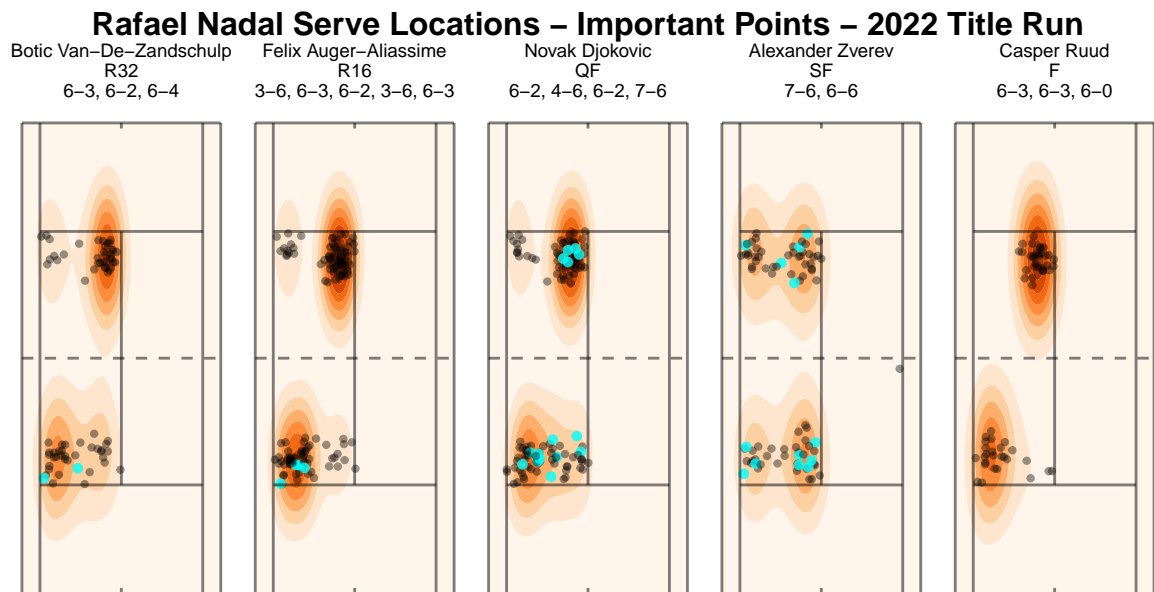 Rafael Nadal Serve Locations – Important Points – 2022 Title Run
Botic Van–De–Zandschulp
R32
6–3, 6–2, 6–4
Felix Auger–Aliassime
R16
3–6, 6–3, 6–2, 3–6, 6–3
Novak Djokovic
QF
6–2, 4–6, 6–2, 7–6
Alexander Zverev
SF
7–6, 6–6
Casper Ruud
F
6–3, 6–3, 6–0